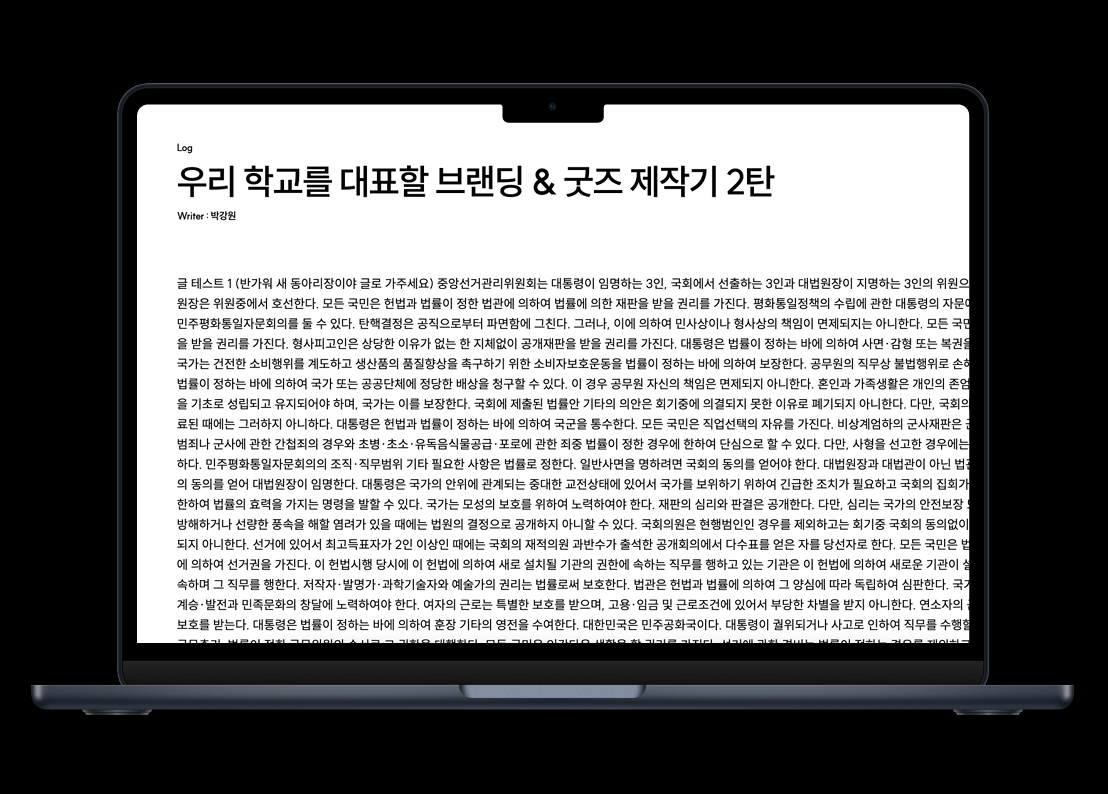 Log
우리 학교를 대표할 브랜딩 & 굿즈 제작기 2탄
Writer : 박강원
글 테스트 1 (반가워 새 동아리장이야 글로 가주세요) 중앙선거관리위원회는 대통령이 임명하는 3인, 국회에서 선출하는 3인과 대법원장이 지명하는 3인의 위원으
원장은 위원중에서 호선한다. 모든 국민은 헌법과 법률이 정한 법관에 의하여 법률에 의한 재판을 받을 권리를 가진다. 평화통일정책의 수립에 관한 대통령의 자문에
민주평화통일자문회의를 둘 수 있다. 탄핵결정은 공직으로부터 파면함에 그친다. 그러나, 이에 의하여 민사상이나 형사상의 책임이 면제되지는 아니한다. 모든 국민
을 받을 권리를 가진다. 형사피고인은 상당한 이유가 없는 한 지체없이 공개재판을 받을 권리를 가진다. 대통령은 법률이 정하는 바에 의하여 사면·감형 또는 복권을
국가는 건전한 소비행위를 계도하고 생산품의 품질향상을 촉구하기 위한 소비자보호운동을 법률이 정하는 바에 의하여 보장한다. 공무원의 직무상 불법행위로 손해
법률이 정하는 바에 의하여 국가 또는 공공단체에 정당한 배상을 청구할 수 있다. 이 경우 공무원 자신의 책임은 면제되지 아니한다. 혼인과 가족생활은 개인의 존엄
을 기초로 성립되고 유지되어야 하며, 국가는 이를 보장한다. 국회에 제출된 법률안 기타의 의안은 회기중에 의결되지 못한 이유로 폐기되지 아니한다. 다만, 국회의
료된 때에는 그러하지 아니하다. 대통령은 헌법과 법률이 정하는 바에 의하여 국군을 통수한다. 모든 국민은 직업선택의 자유를 가진다. 비상계엄하의 군사재판은
범죄나 군사에 관한 간첩죄의 경우와 초병·초소·유독음식물공급·포로에 관한 죄중 법률이 정한 경우에 한하여 단심으로 할 수 있다. 다만, 사형을 선고한 경우에는
하다. 민주평화통일자문회의의 조직·직무범위 기타 필요한 사항은 법률로 정한다. 일반사면을 명하려면 국회의 동의를 얻어야 한다. 대법원장과 대법관이 아닌 법관
의 동의를 얻어 대법원장이 임명한다. 대통령은 국가의 안위에 관계되는 중대한 교전상태에 있어서 국가를 보위하기 위하여 긴급한 조치가 필요하고 국회의 집회가
한하여 법률의 효력을 가지는 명령을 발할 수 있다. 국가는 모성의 보호를 위하여 노력하여야 한다. 재판의 심리와 판결은 공개한다. 다만, 심리는 국가의 안전보장
방해하거나 선량한 풍속을 해할 염려가 있을 때에는 법원의 결정으로 공개하지 아니할 수 있다. 국회의원은 현행범인인 경우를 제외하고는 회기중 국회의 동의없이
되지 아니한다. 선거에 있어서 최고득표자가 2인 이상인 때에는 국회의 재적의원 과반수가 출석한 공개회의에서 다수표를 얻은 자를 당선자로 한다. 모든 국민은 법
에 의하여 선거권을 가진다. 이 헌법시행 당시에 이 헌법에 의하여 새로 설치될 기관의 권한에 속하는 직무를 행하고 있는 기관은 이 헌법에 의하여 새로운 기관이 설
속하며 그 직무를 행한다. 저작자·발명가·과학기술자와 예술가의 권리는 법률로써 보호한다. 법관은 헌법과 법률에 의하여 그 양심에 따라 독립하여 심판한다. 국가
계승·발전과 민족문화의 창달에 노력하여야 한다. 여자의 근로는 특별한 보호를 받으며, 고용·임금 및 근로조건에 있어서 부당한 차별을 받지 아니한다. 연소자의
보호를 받는다. 대통령은 법률이 정하는 바에 의하여 훈장 기타의 영전을 수여한다. 대한민국은 민주공화국이다. 대통령이 궐위되거나 사고로 인하여 직무를 수행할